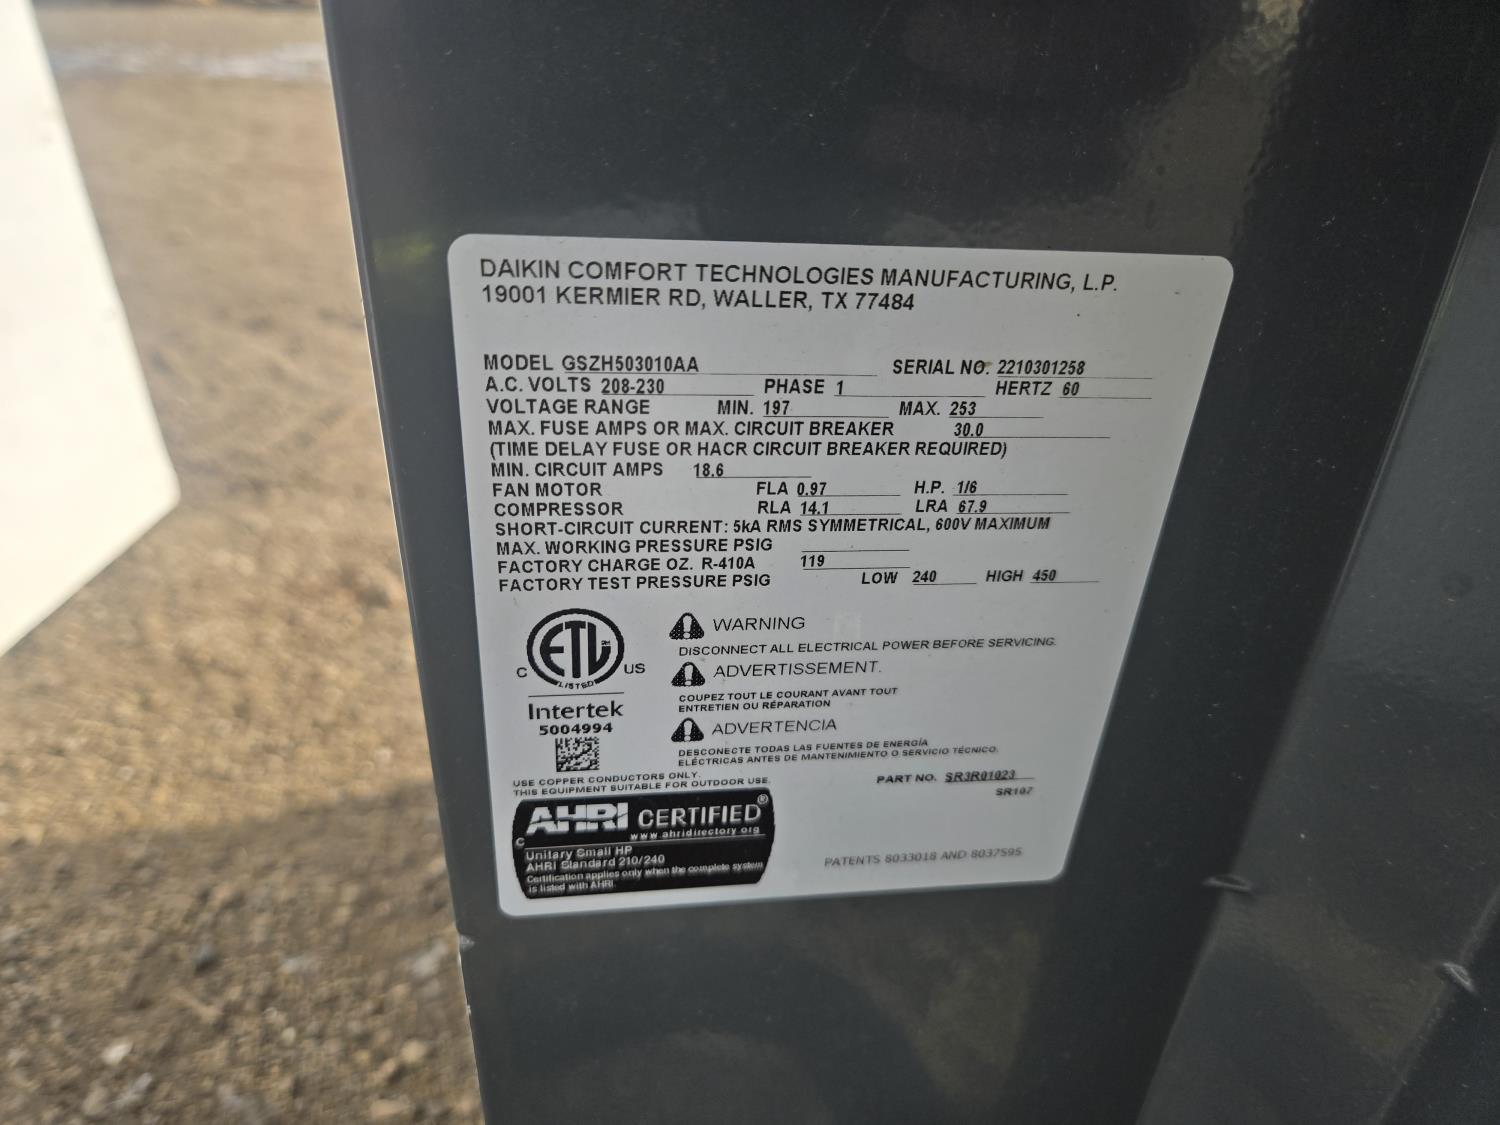 DAIKIN COMFORT TECHNOLOGIES MANUFACTURING, L.P.
19001 KERMIER RD, WALLER, TX 77484
MODEL GSZH503010AA SERIAL NO. 2210301258
A.C. VOLTS 208-230 PHASE 1 HERTZ 60
VOLTAGE RANGE MIN. 197 MAX. 253
MAX. FUSE AMPS OR MAX. CIRCUIT BREAKER 30.0
(TIME DELAY FUSE OR HACR CIRCUIT BREAKER REQUIRED)
MIN. CIRCUIT AMPS 18.6
FAN MOTOR FLA 0.97 H.P. 1/6
COMPRESSOR RLA 14.1 LRA 67.9
SHORT-CIRCUIT CURRENT: 5kA RMS SYMMETRICAL, 600V MAXIMUM
MAX. WORKING PRESSURE PSIG
FACTORY CHARGE OZ. R-410A 119
FACTORY TEST PRESSURE PSIG LOW 240 HIGH 450
ETL
C US
LISTED
Intertek
5004994
WARNING
DISCONNECT ALL ELECTRICAL POWER BEFORE SERVICING.
ADVERTISSEMENT.
COUPEZ TOUT LE COURANT AVANT TOUT
ENTRETIEN OU RÉPARATION
ADVERTENCIA
DESCONECTE TODAS LAS FUENTES DE ENERGÍA
ELÉCTRICAS ANTES DE MANTENIMIENTO O SERVICIO TÉCNICO.
USE COPPER CONDUCTORS ONLY.
THIS EQUIPMENT SUITABLE FOR OUTDOOR USE.
PART NO. SR3R01023
SR107
AHRI CERTIFIED®
www.ahridirectory.org
C
Unitary Small HP
AHRI Standard 210/240
Certification applies only when the complete system
is listed with AHRI.
PATENTS 8033018 AND 8037595